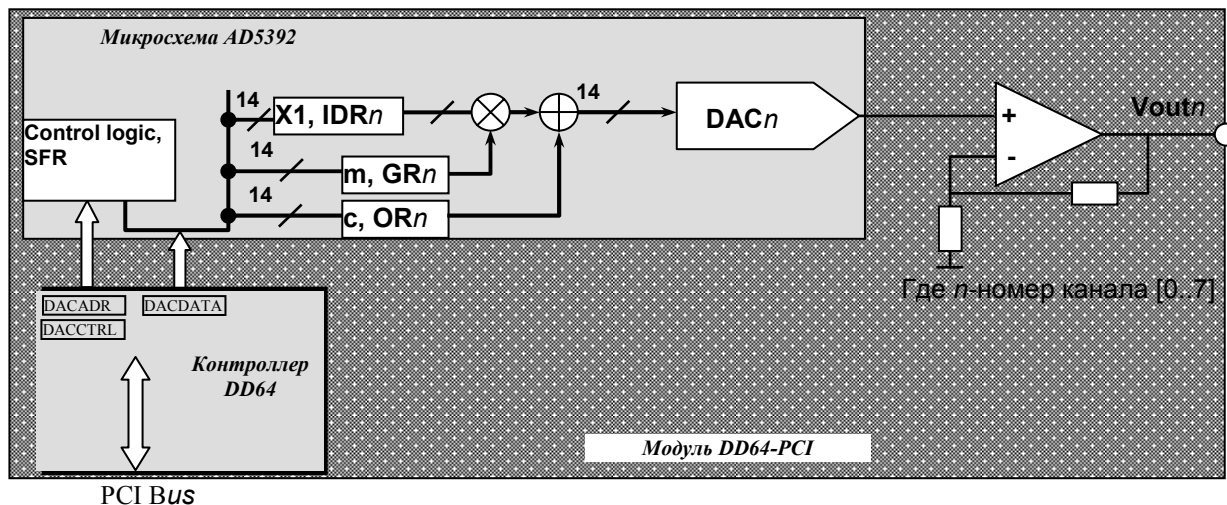 Микросхема AD5392
14
14
X1, IDRn
DACn
Voutn
+
-
Control logic,
SFR
14
m, GRn
14
c, ORn
Где n-номер канала [0..7]
DACADR
DACDATA
DACCTRL
Контроллер
DD64
Модуль DD64-PCI
PCI Bus